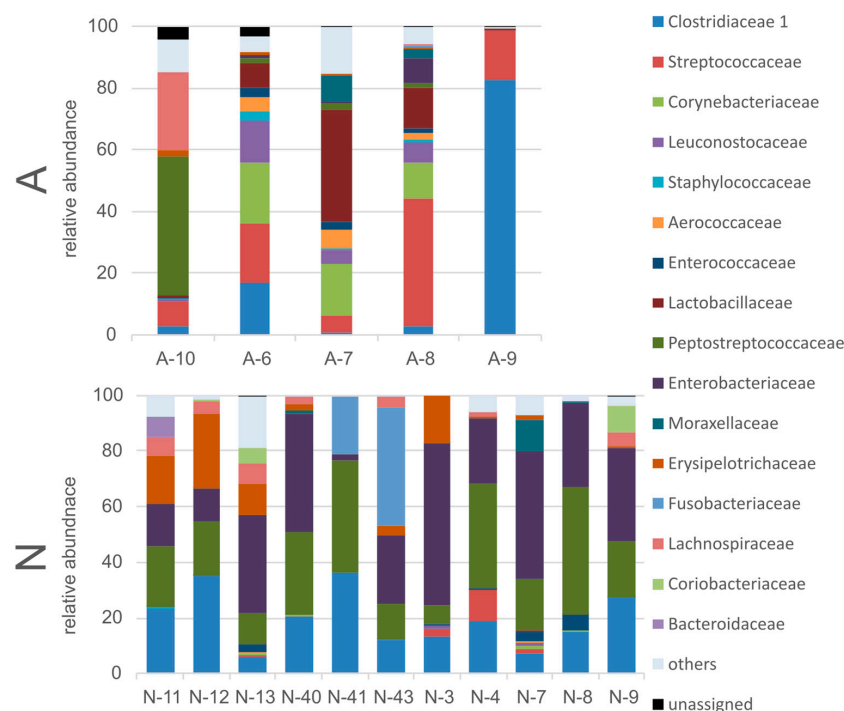 A
relative abundance
100
80
60
40
20
0
A-10 A-6 A-7 A-8 A-9
N
relative abundnace
100
80
60
40
20
0
N-11 N-12 N-13 N-40 N-41 N-43 N-3 N-4 N-7 N-8 N-9
Clostridiaceae 1
Streptococcaceae
Corynebacteriaceae
Leuconostocaceae
Staphylococcaceae
Aerococcaceae
Enterococcaceae
Lactobacillaceae
Peptostreptococcaceae
Enterobacteriaceae
Moraxellaceae
Erysipelotrichaceae
Fusobacteriaceae
Lachnospiraceae
Coriobacteriaceae
Bacteroidaceae
others
unassigned